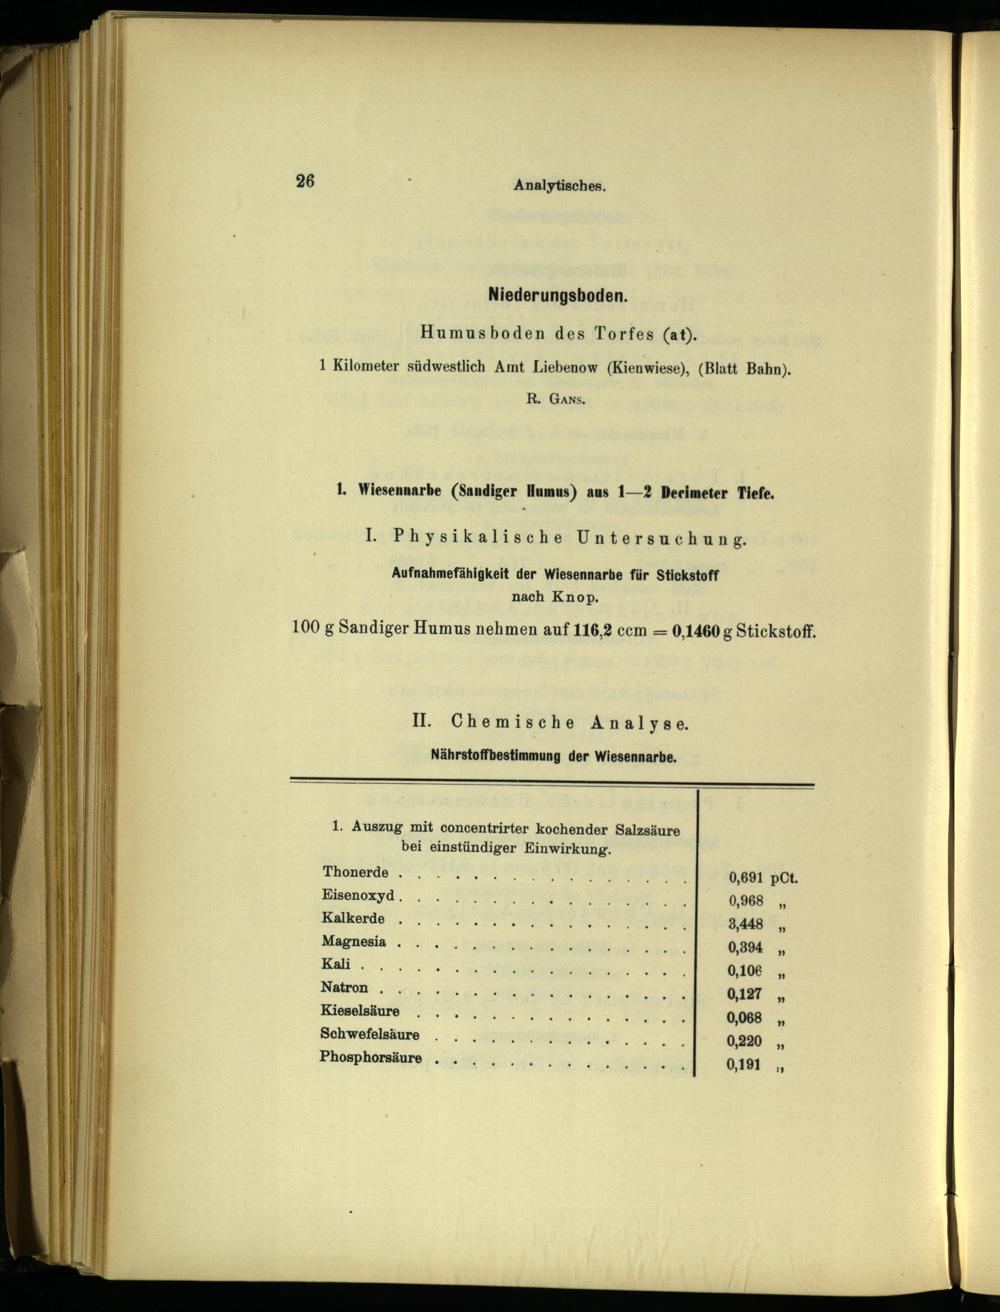 26
Analytisches.
Niederungsboden.
Humusboden des Torfes (at).
1 Kilometer südwestlich Amt Liebenow (Kienwiese), (Blatt Bahn).
R. GANS.
1. Wiesennarbe (Sandiger Humus) aus 1—2 Decimeter Tiefe.
I. Physikalische Untersuchung.
Aufnahmefähigkeit der Wiesennarbe für Stickstoff
nach Knop.
100 g Sandiger Humus nehmen auf 116,2 ccm = 0,1460 g Stickstoff.
II. Chemische Analyse.
Nährstoffbestimmung der Wiesennarbe.
1. Auszug mit concentrirter kochender Salzsäure
bei einstündiger Einwirkung.
Thonerde . . . . . . . . . . . . . . . . 0,691 pCt.
Eisenoxyd . . . . . . . . . . . . . . . . 0,968 „
Kalkerde . . . . . . . . . . . . . . . . 3,448 „
Magnesia . . . . . . . . . . . . . . . . 0,394 „
Kali . . . . . . . . . . . . . . . . . . 0,106 „
Natron . . . . . . . . . . . . . . . . . 0,127 „
Kieselsäure . . . . . . . . . . . . . . . 0,068 „
Schwefelsäure . . . . . . . . . . . . . . 0,220 „
Phosphorsäure . . . . . . . . . . . . . . 0,191 „